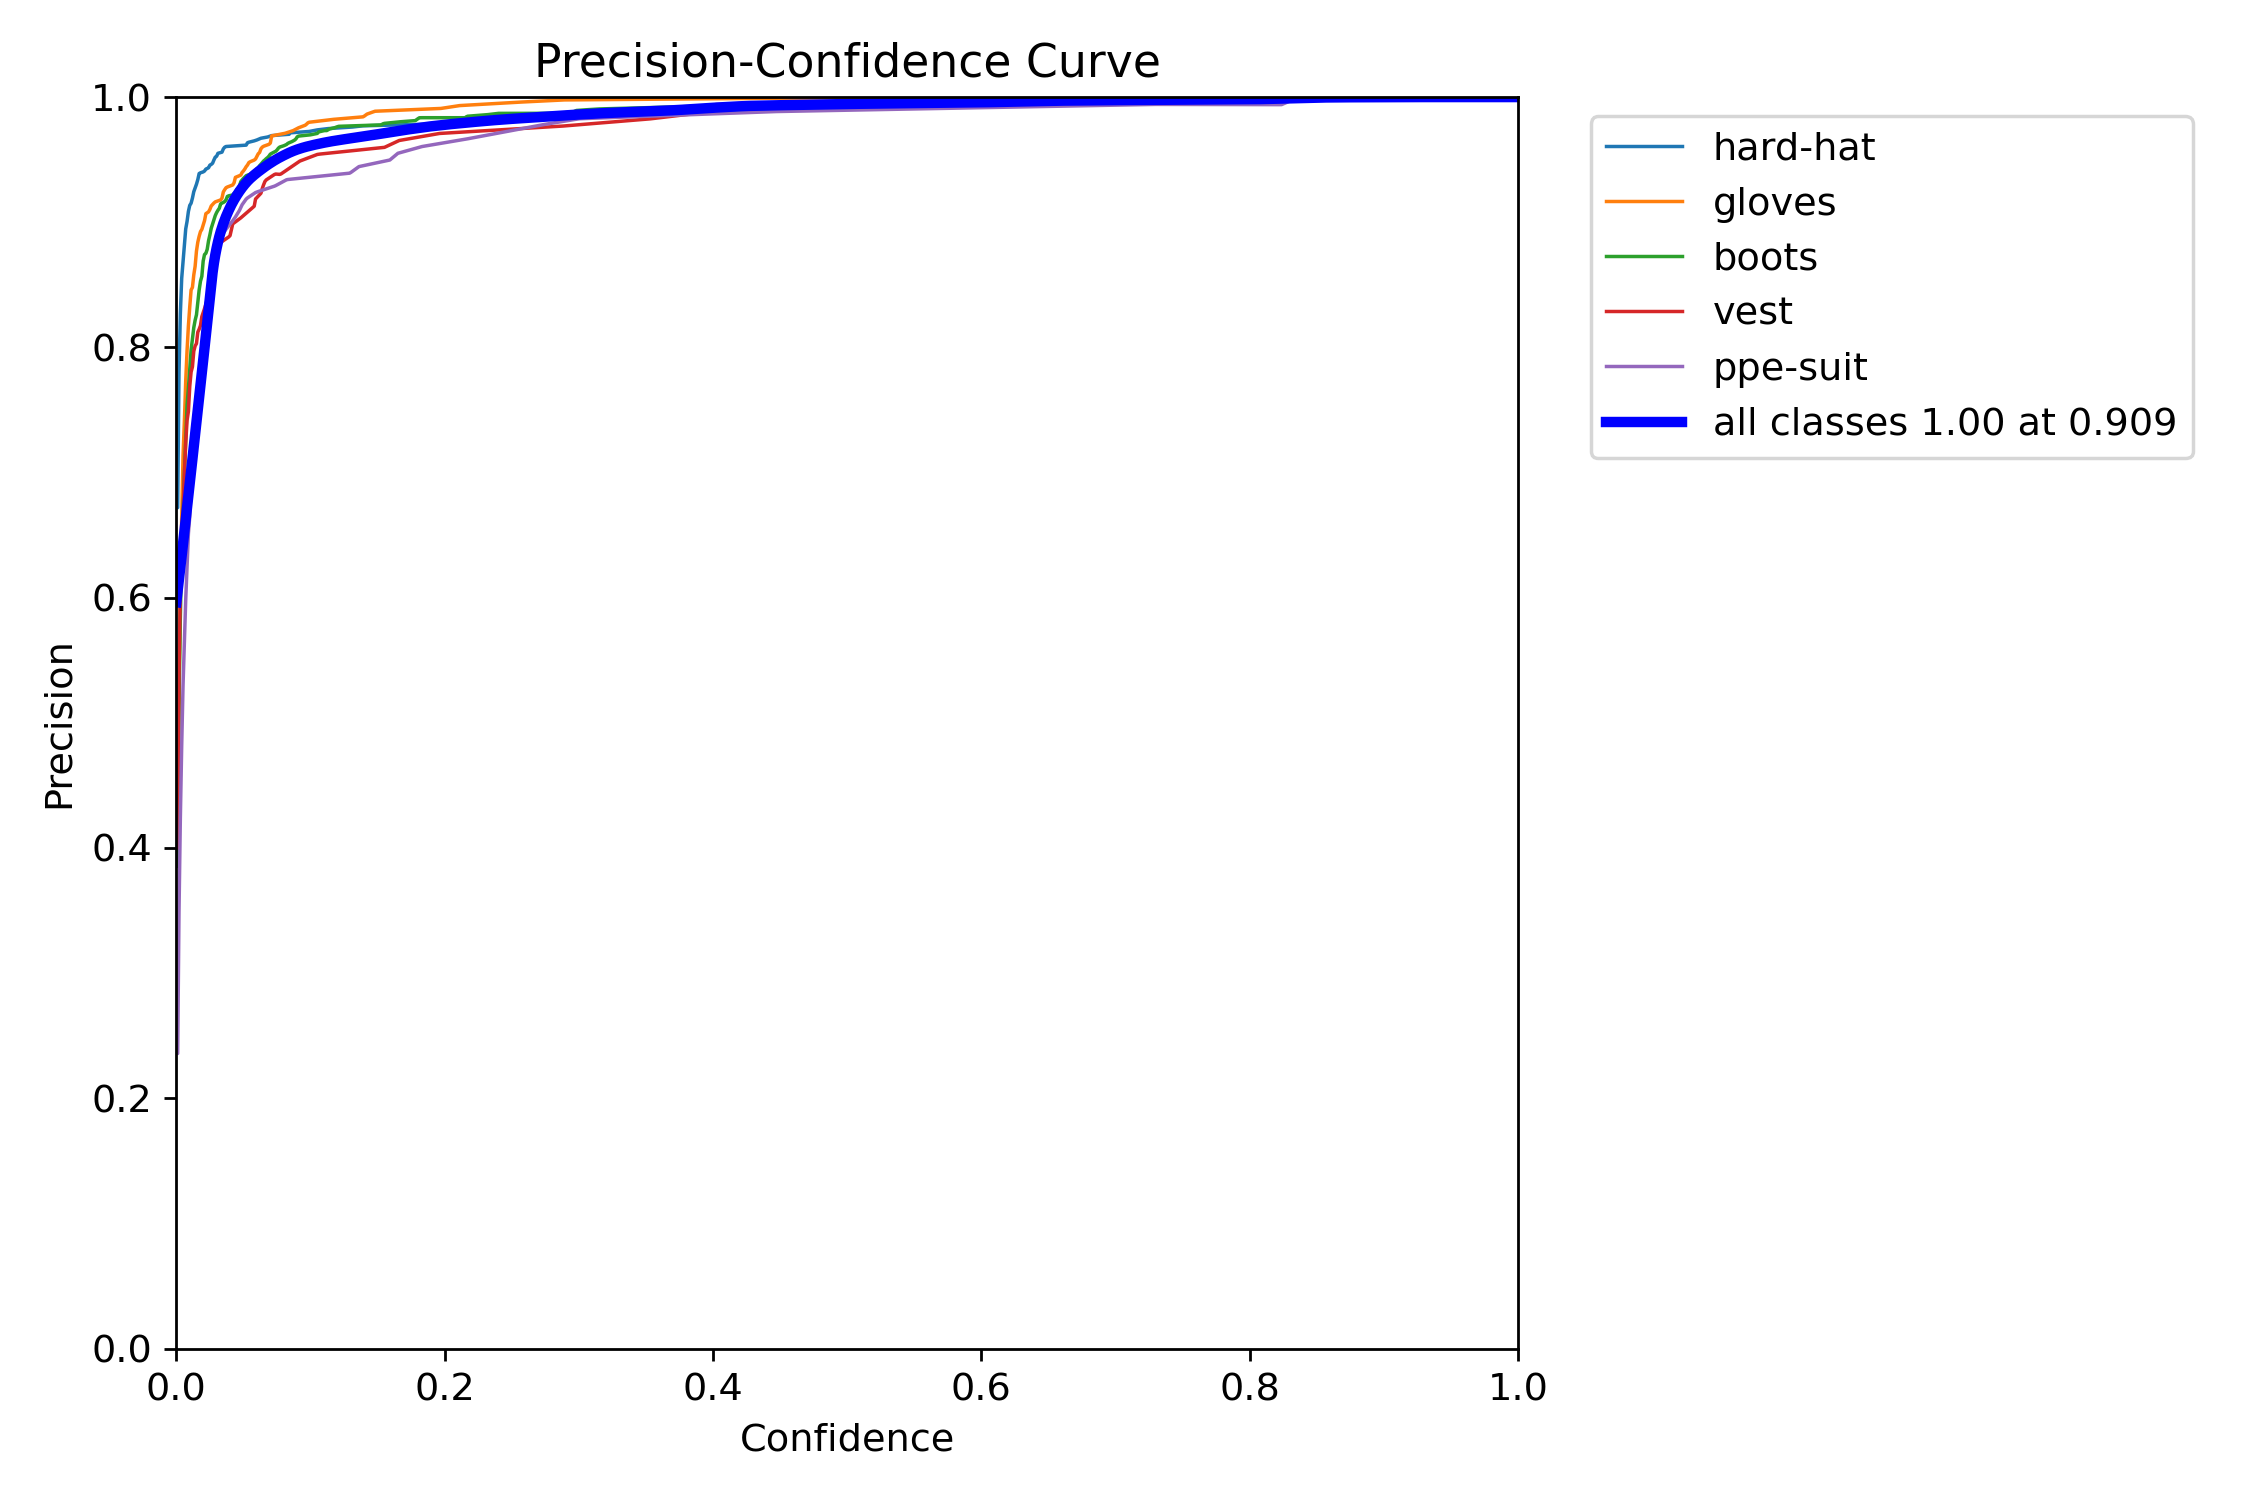 Precision-Confidence Curve
1.0
0.8
0.6
0.4
0.2
0.0
Precision
0.0 0.2 0.4 0.6 0.8 1.0
Confidence
hard-hat
gloves
boots
vest
ppe-suit
all classes 1.00 at 0.909